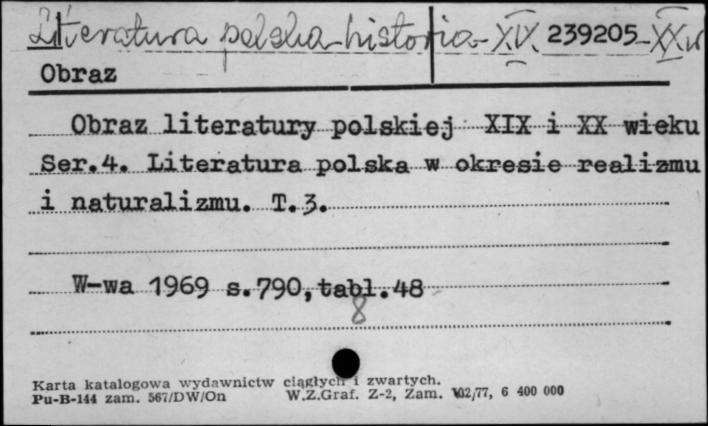 Literatura polska-historia-XIX 239205-XXw
Obraz
Obraz literatury polskiej XIX i XX wieku
Ser.4. Literatura polska w okresie realizmu
i naturalizmu. T.3.
W-wa 1969 s.790,tabl.48
8
Karta katalogowa wydawnictw ciągłych i zwartych.
Pu-B-144 zam. 567/DW/On W.Z.Graf. Z-2, Zam. 102/77, 6 400 000